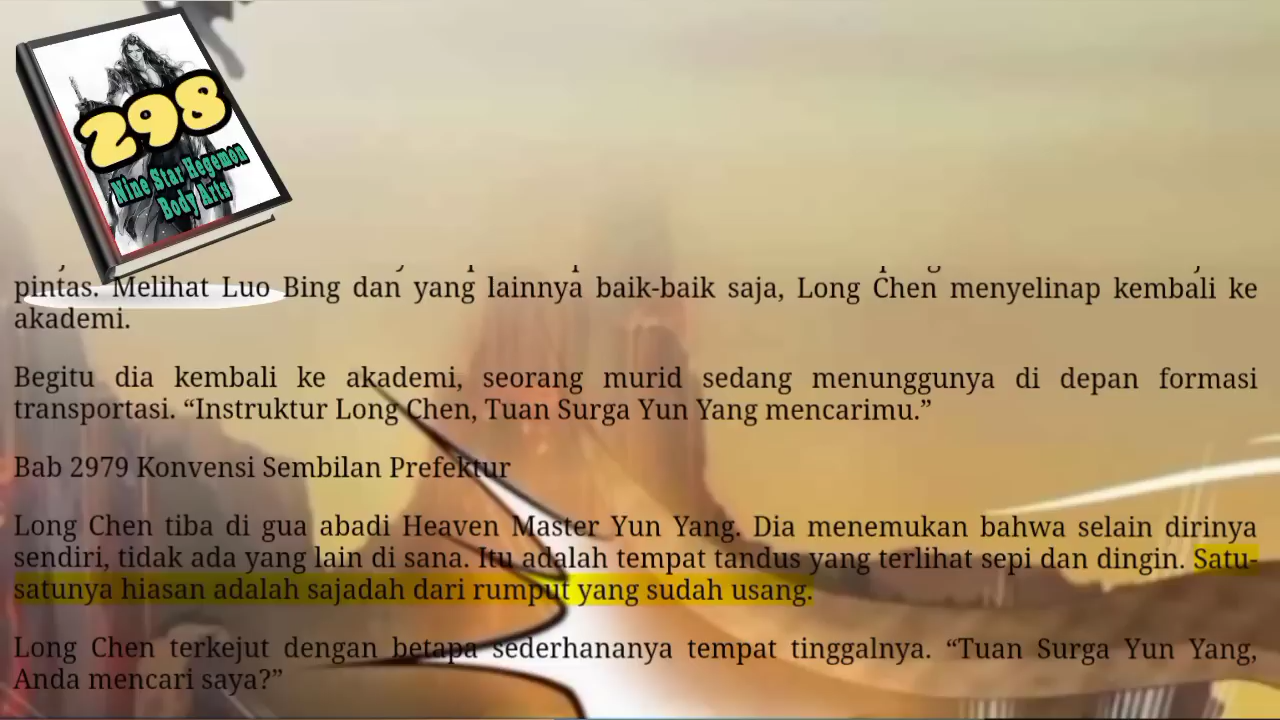 298
Nine Star Hegemon
Body Arts
pintas. Melihat Luo Bing dan yang lainnya baik-baik saja, Long Chen menyelinap kembali ke
akademi.
Begitu dia kembali ke akademi, seorang murid sedang menunggunya di depan formasi
transportasi. “Instruktur Long Chen, Tuan Surga Yun Yang mencarimu.”
Bab 2979 Konvensi Sembilan Prefektur
Long Chen tiba di gua abadi Heaven Master Yun Yang. Dia menemukan bahwa selain dirinya
sendiri, tidak ada yang lain di sana. Itu adalah tempat tandus yang terlihat sepi dan dingin. Satu-
satunya hiasan adalah sajadah dari rumput yang sudah usang.
Long Chen terkejut dengan betapa sederhananya tempat tinggalnya. “Tuan Surga Yun Yang,
Anda mencari saya?”